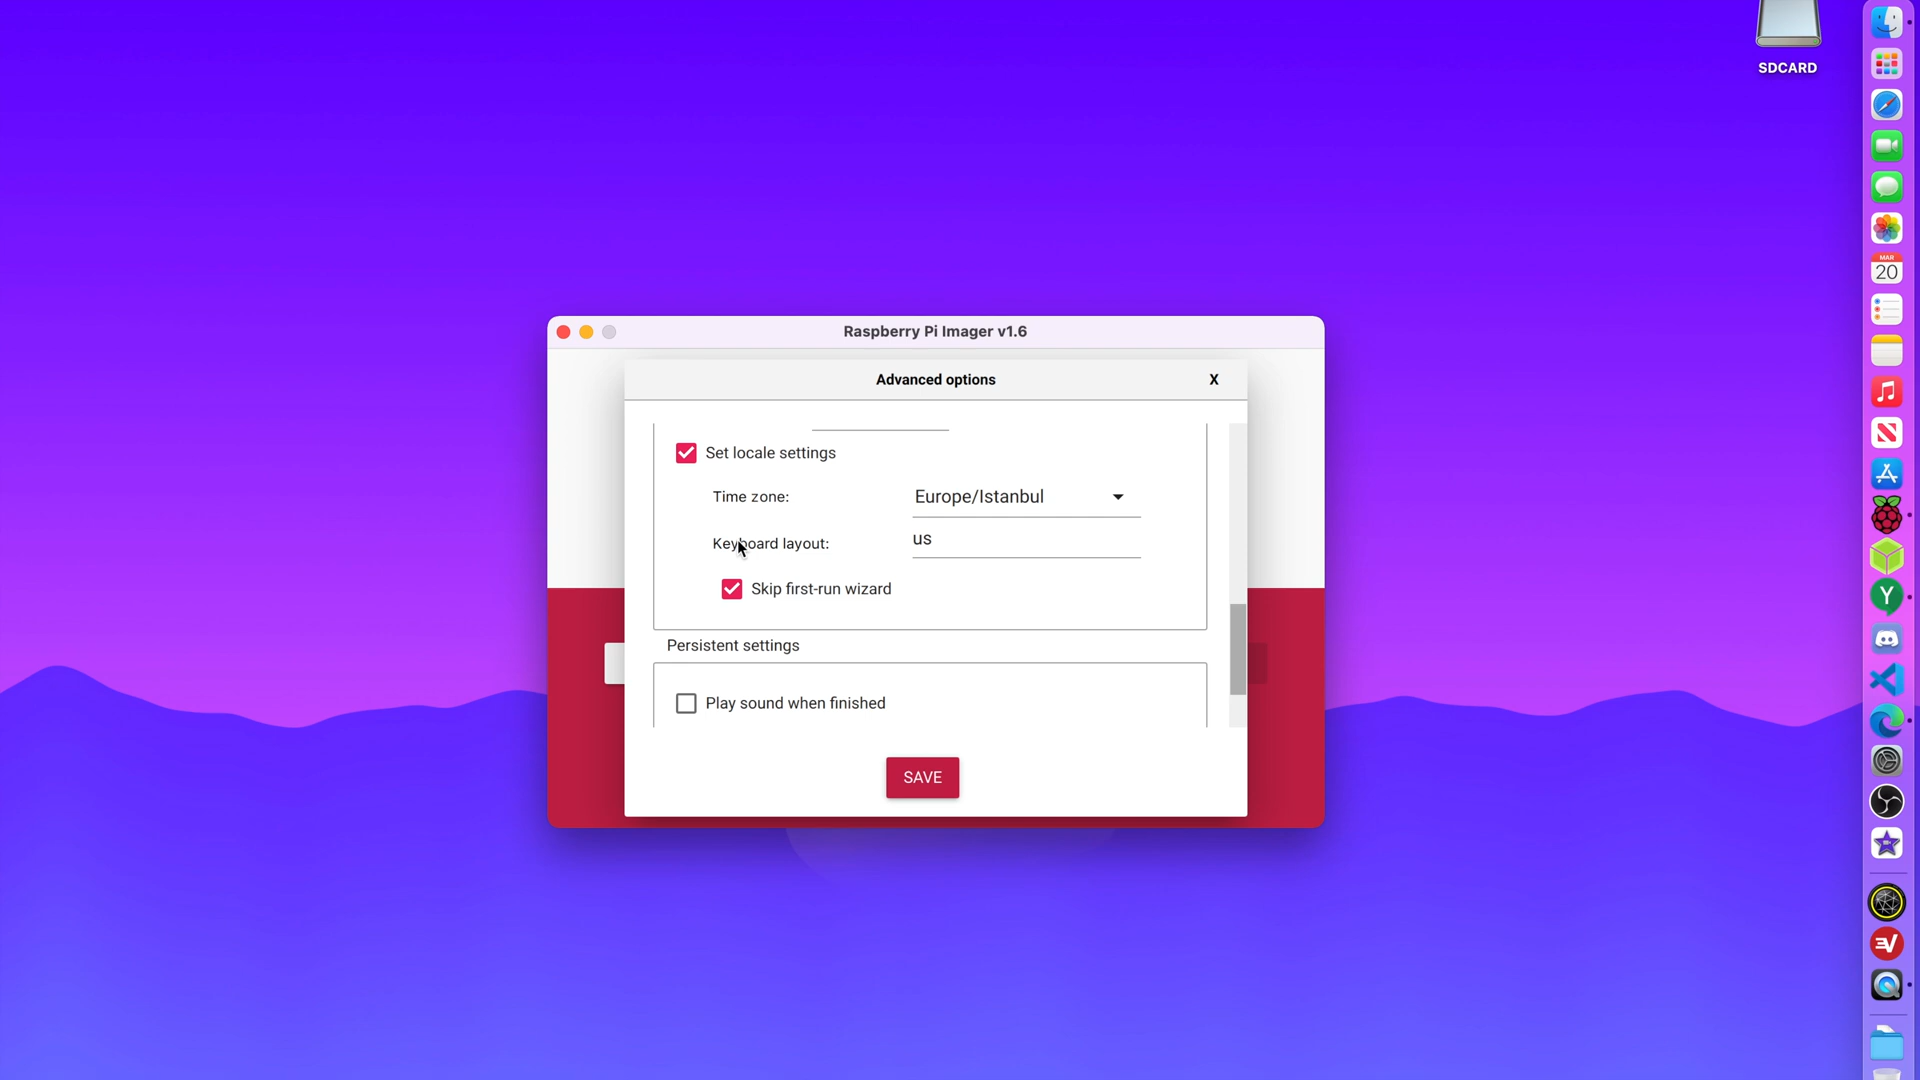 SDCARD
MAR
20
Raspberry Pi Imager v1.6
Advanced options
X
Set locale settings
Time zone:
Europe/Istanbul
Keyboard layout:
us
Skip first-run wizard
Persistent settings
Play sound when finished
SAVE
Y